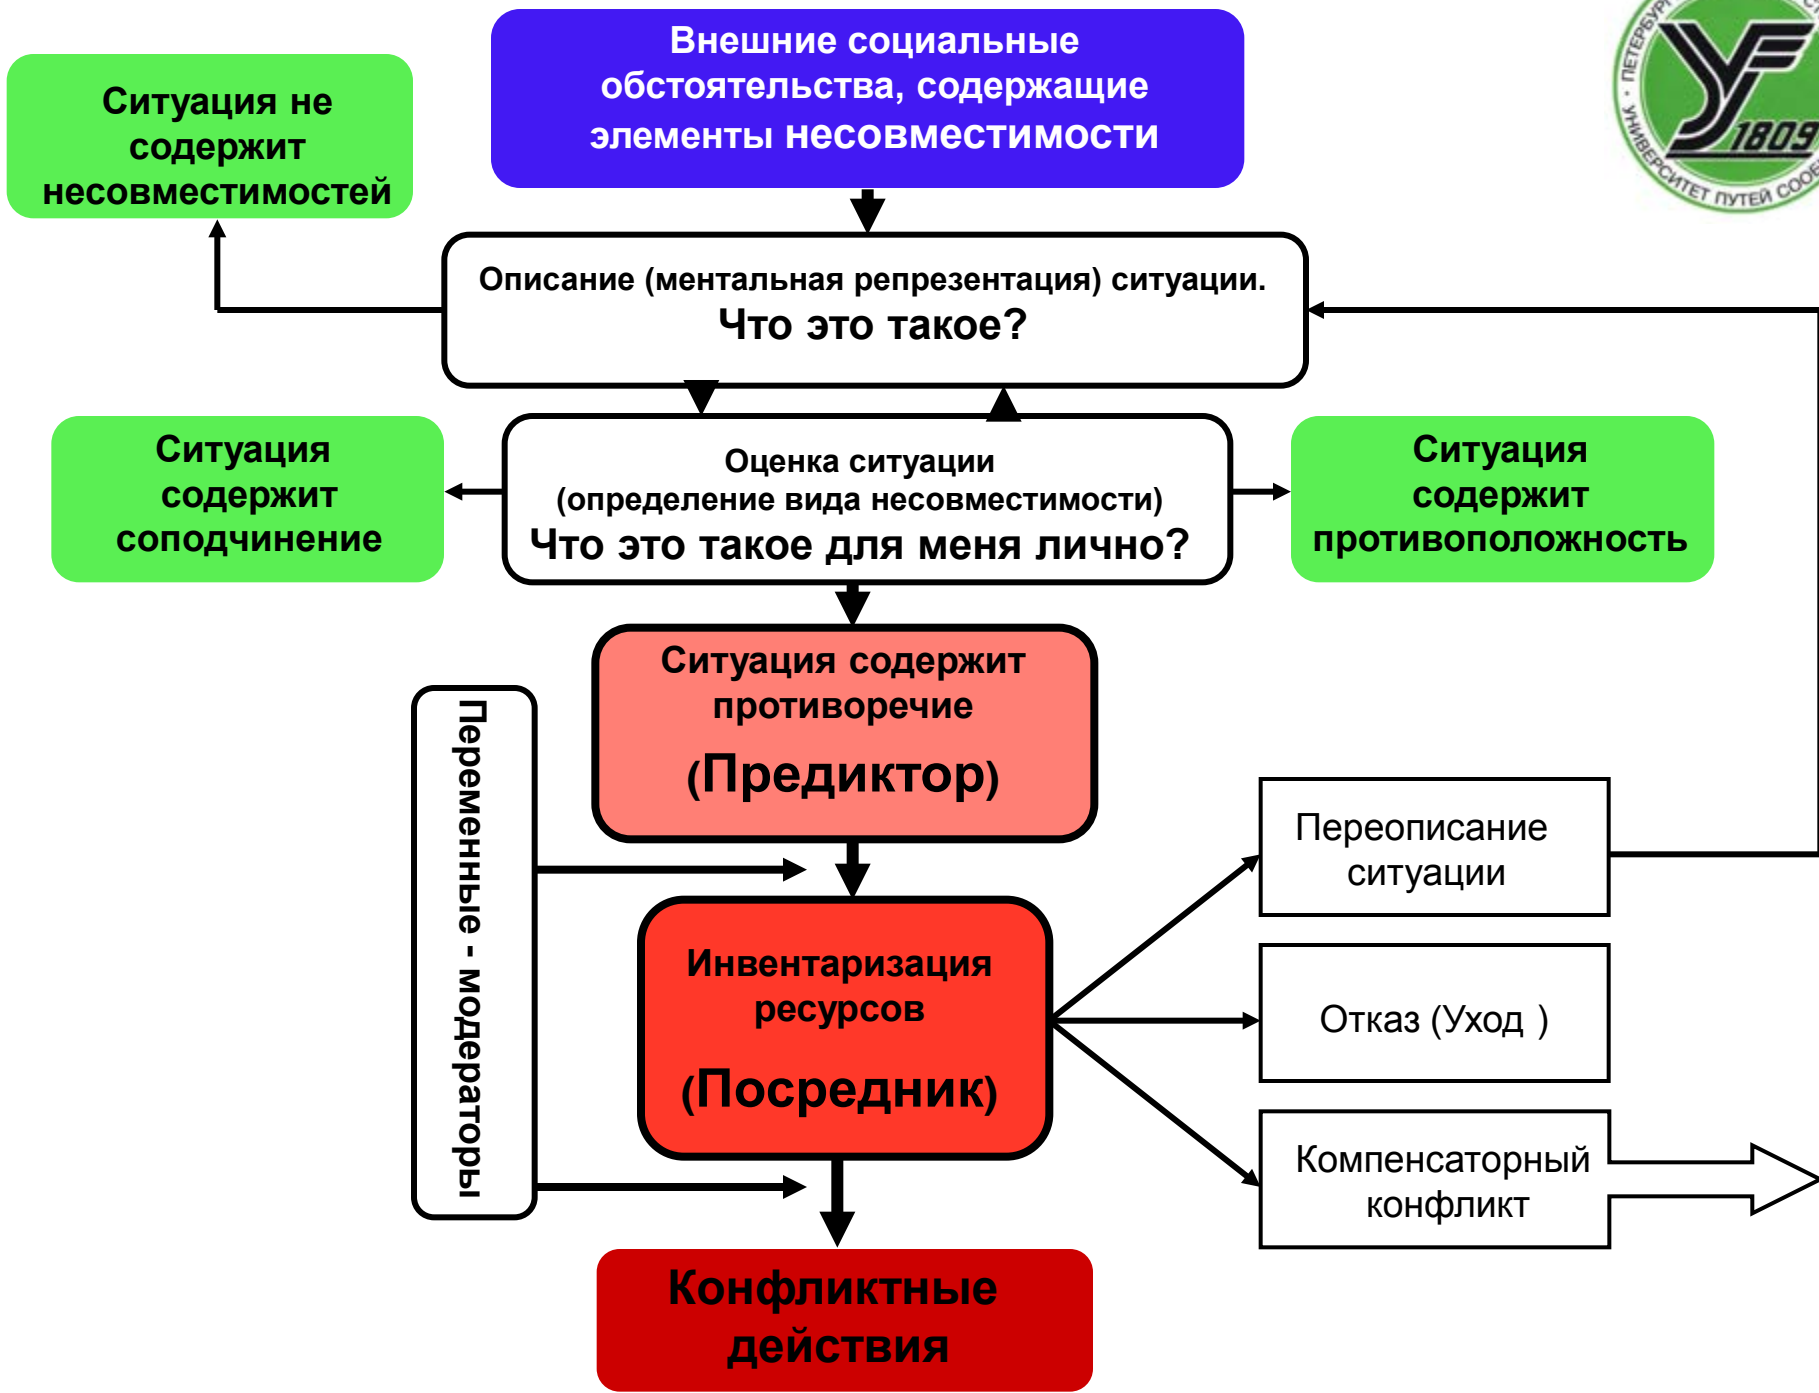 Внешние социальные
обстоятельства, содержащие
элементы несовместимости
1809
УНИВЕРСИТЕТ ПУТЕЙ
Ситуация не
содержит
несовместимостей
Описание (ментальная репрезентация) ситуации.
Что это такое?
Ситуация
содержит
соподчинение
Оценка ситуации
(определение вида несовместимости)
Что это такое для меня лично?
Ситуация
содержит
противоположность
Ситуация содержит
противоречие
(Предиктор)
Переменные - модераторы
Инвентаризация
ресурсов
(Посредник)
Переописание
ситуации
Отказ (Уход )
Компенсаторный
конфликт
Конфликтные
действия